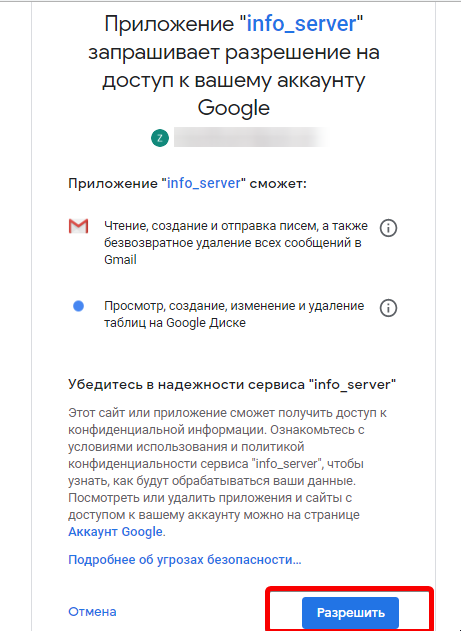 Приложение "info_server"
запрашивает разрешение на
доступ к вашему аккаунту
Google
Z
Приложение "info_server" сможет:
Чтение, создание и отправка писем, а также
безвозвратное удаление всех сообщений в
Gmail
Просмотр, создание, изменение и удаление
таблиц на Google Диске
Убедитесь в надежности сервиса "info_server"
Этот сайт или приложение сможет получить доступ к
конфиденциальной информации. Ознакомьтесь с
условиями использования и политикой
конфиденциальности сервиса "info_server", чтобы
узнать, как будут обрабатываться ваши данные.
Посмотреть или удалить приложения и сайты с
доступом к вашему аккаунту можно на странице
Аккаунт Google.
Подробнее об угрозах безопасности...
Отмена Разрешить